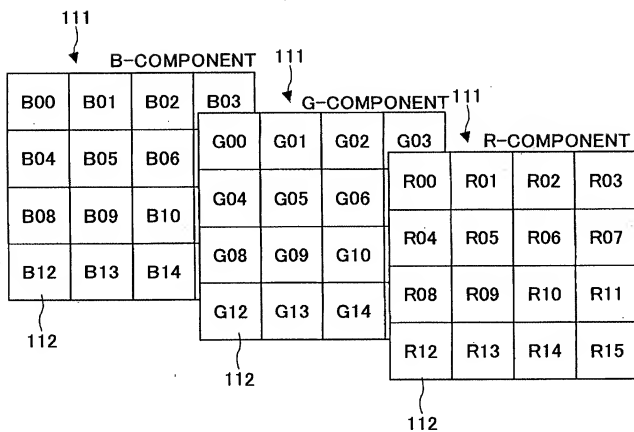 111
B-COMPONENT
111
G-COMPONENT
111
R-COMPONENT
B00 B01 B02 B03
B04 B05 B06
B08 B09 B10
B12 B13 B14
G00 G01 G02 G03
G04 G05 G06
G08 G09 G10
G12 G13 G14
R00 R01 R02 R03
R04 R05 R06 R07
R08 R09 R10 R11
R12 R13 R14 R15
112
112
112